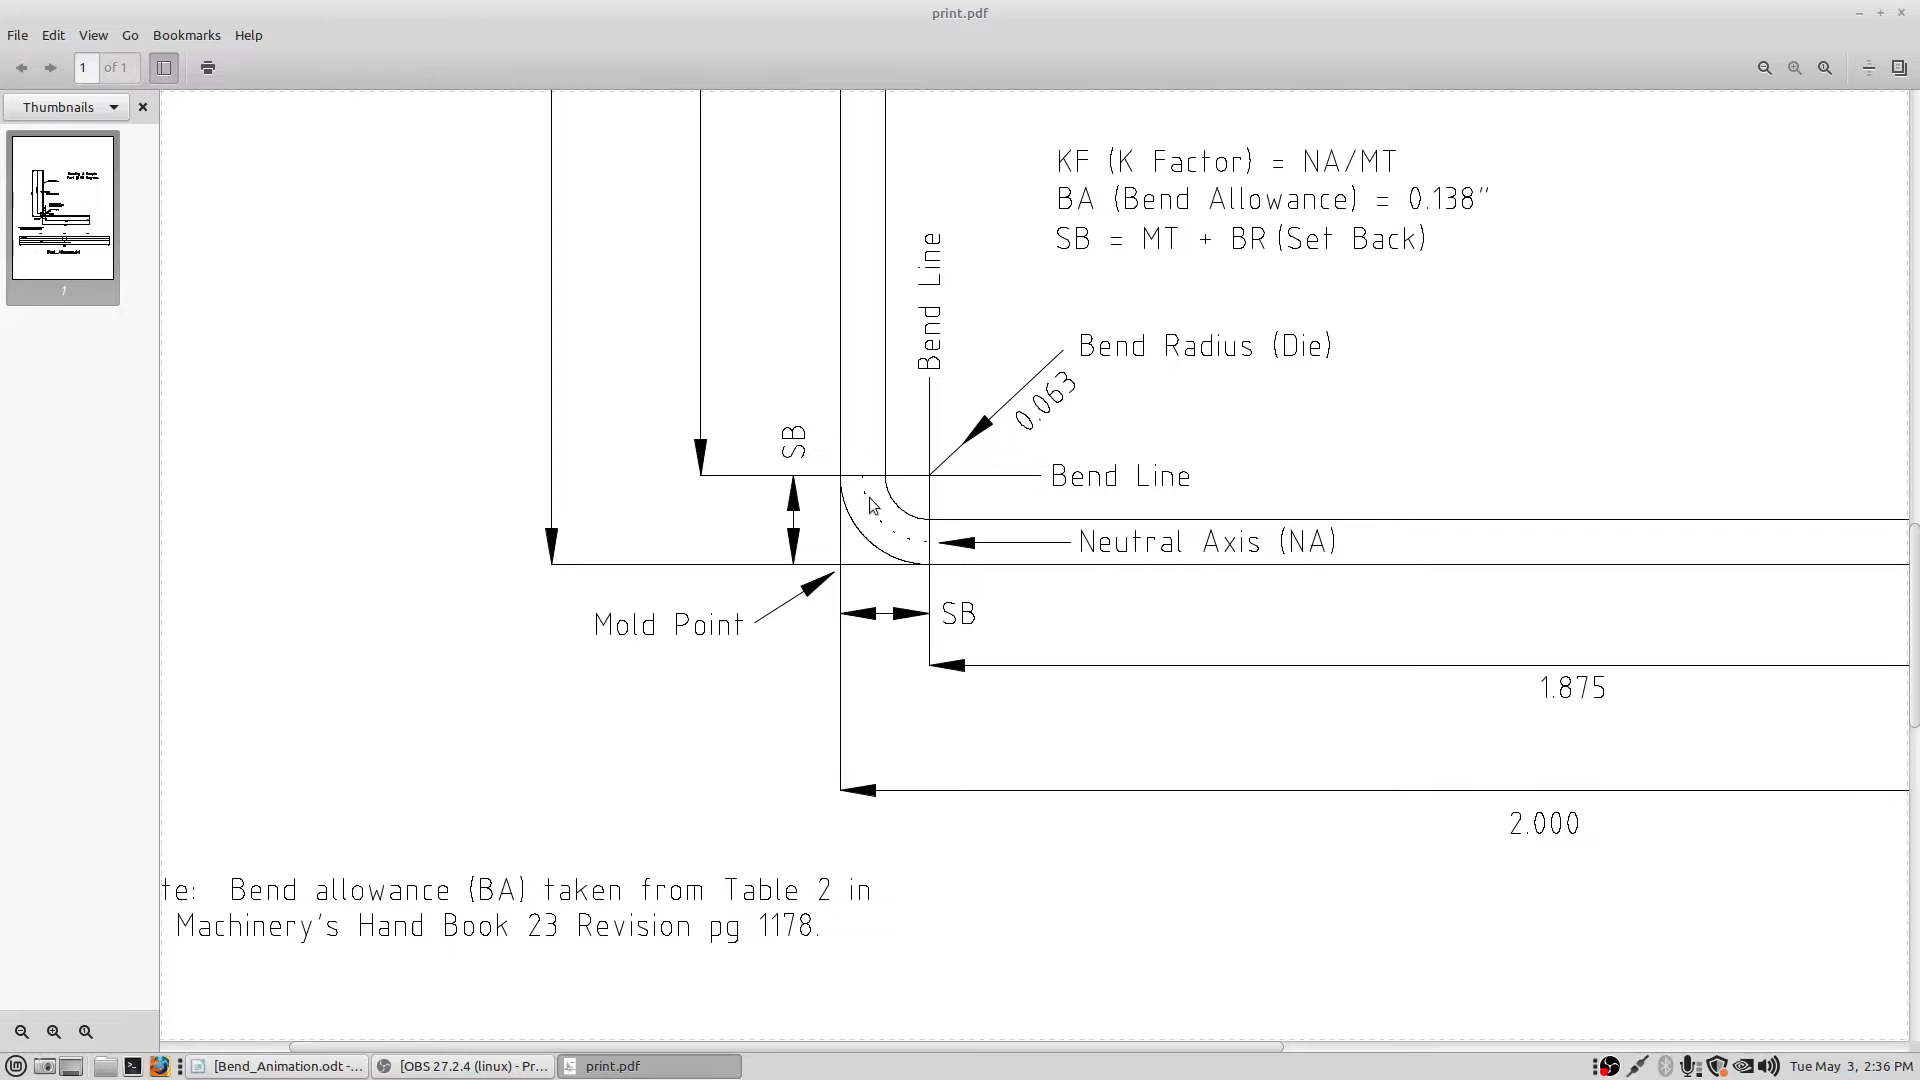 print.pdf
File Edit View Go Bookmarks Help
1 of 1
Thumbnails
1
KF (K Factor) = NA/MT
BA (Bend Allowance) = 0.138"
SB = MT + BR (Set Back)
Bend Line
Bend Radius (Die)
0.063
SB
Bend Line
Neutral Axis (NA)
Mold Point
SB
1.875
2.000
te: Bend allowance (BA) taken from Table 2 in
Machinery's Hand Book 23 Revision pg 1178.
[Bend_Animation.odt -... [OBS 27.2.4 (linux) - Pr... print.pdf Tue May 3, 2:36 PM